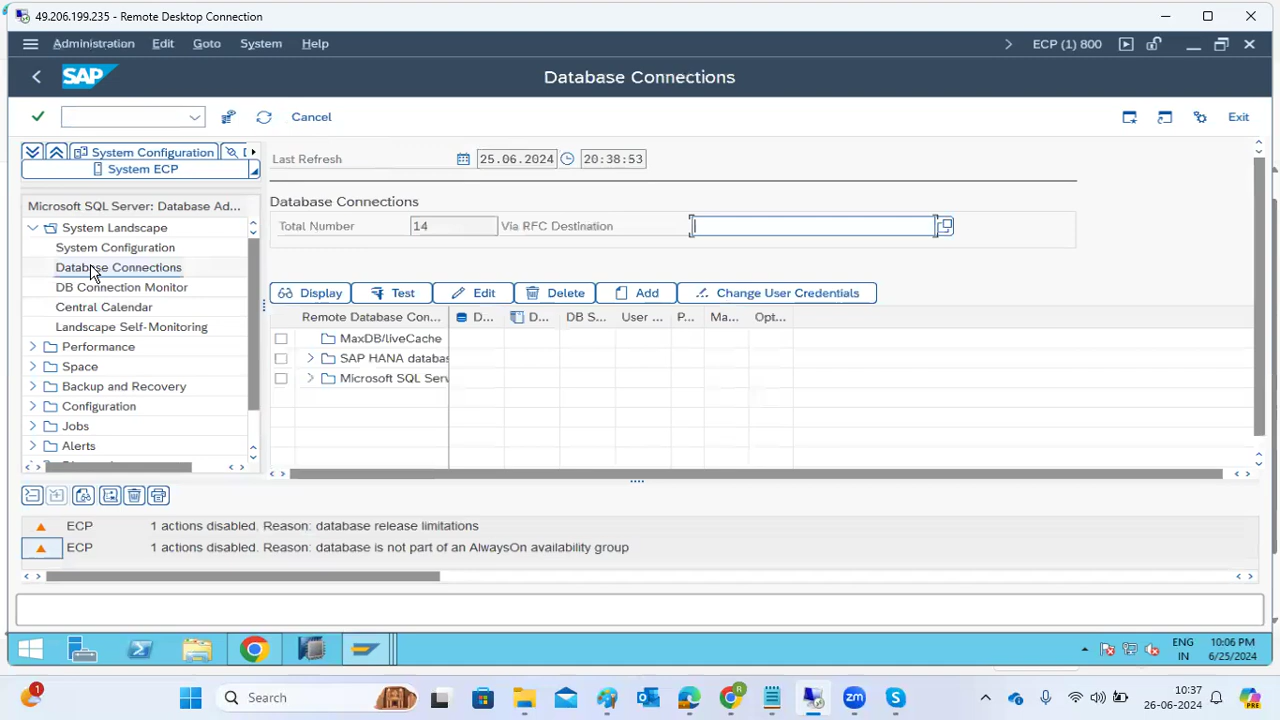 49.206.199.235 - Remote Desktop Connection
Administration Edit Goto System Help
ECP (1) 800
SAP
Database Connections
Cancel
Exit
System Configuration
System ECP
Last Refresh 25.06.2024 20:38:53
Database Connections
Total Number 14 Via RFC Destination
Microsoft SQL Server: Database Ad...
System Landscape
System Configuration
Database Connections
DB Connection Monitor
Central Calendar
Landscape Self-Monitoring
Performance
Space
Backup and Recovery
Configuration
Jobs
Alerts
Display Test Edit Delete Add Change User Credentials
Remote Database Con... D... D... DB S... User ... P... Ma... Opt...
MaxDB/liveCache
SAP HANA databas
Microsoft SQL Serv
ECP 1 actions disabled. Reason: database release limitations
ECP 1 actions disabled. Reason: database is not part of an AlwaysOn availability group
ENG
IN
10:06 PM
6/25/2024
1
Search
zm
10:37
26-06-2024
PRE